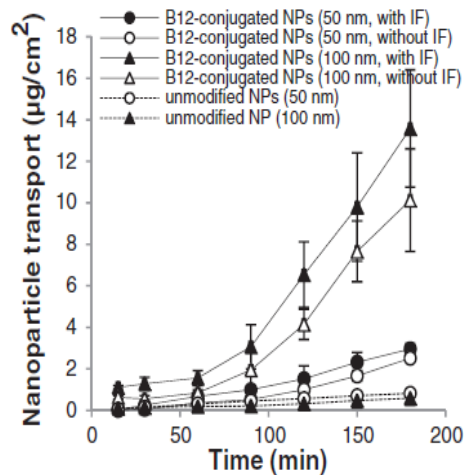 B12-conjugated NPs (50 nm, with IF)
B12-conjugated NPs (50 nm, without IF)
B12-conjugated NPs (100 nm, with IF)
B12-conjugated NPs (100 nm, without IF)
unmodified NPs (50 nm)
unmodified NP (100 nm)
Nanoparticle transport (µg/cm²)
18
16
14
12
10
8
6
4
2
0
0 50 100 150 200
Time (min)